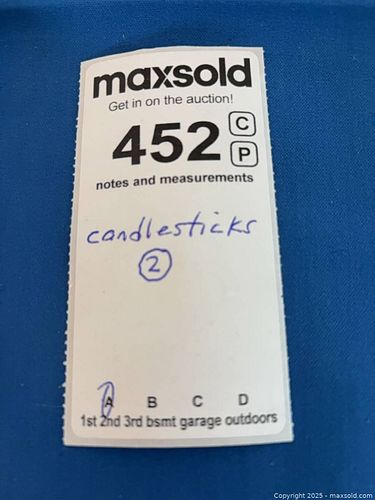 maxsold
Get in on the auction!
452 C
P
notes and measurements
candlesticks
2
A B C D
1st 2nd 3rd bsmt garage outdoors
Copyright 2025 - maxsold.com